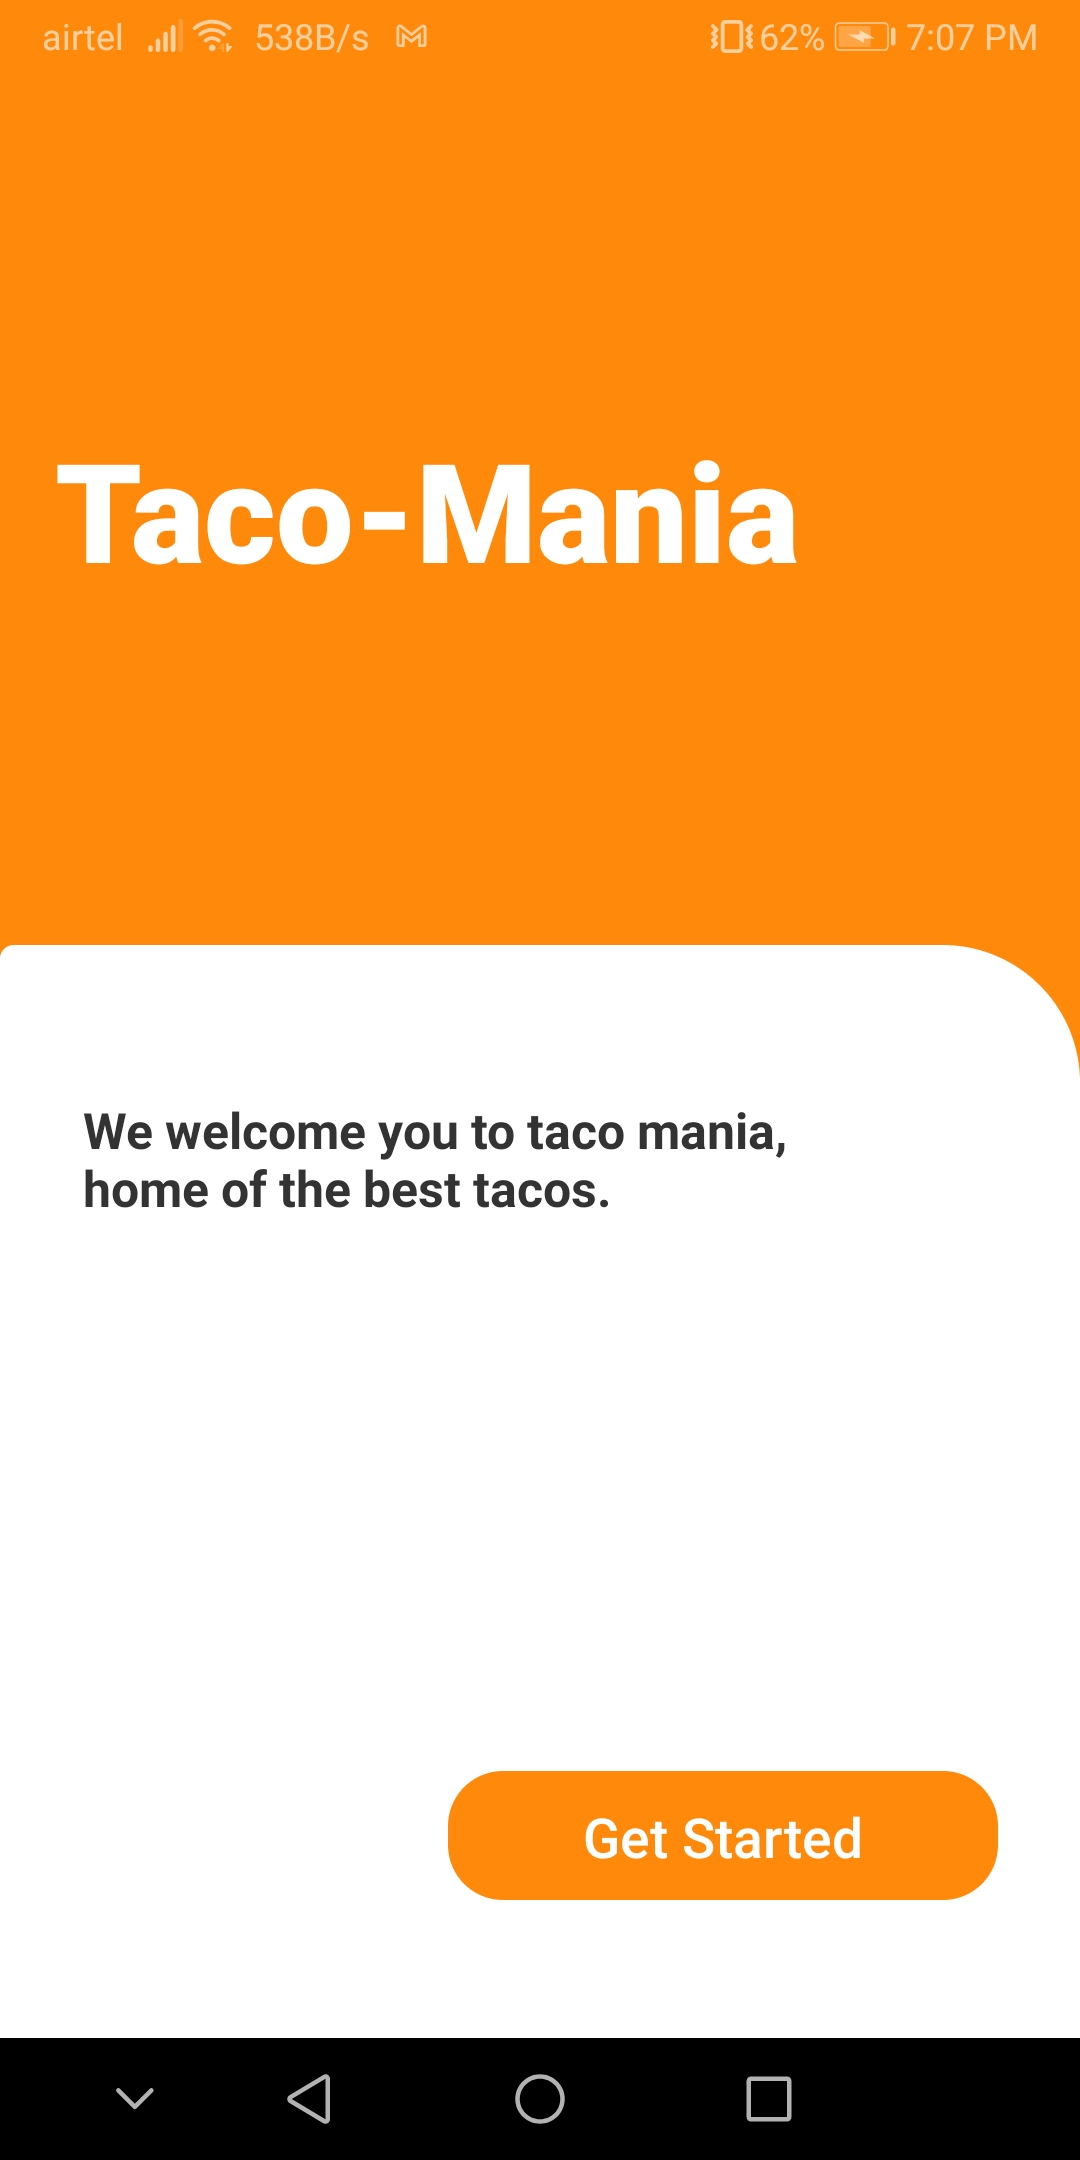 airtel 538B/s 62% 7:07 PM
Taco-Mania
We welcome you to taco mania,
home of the best tacos.
Get Started